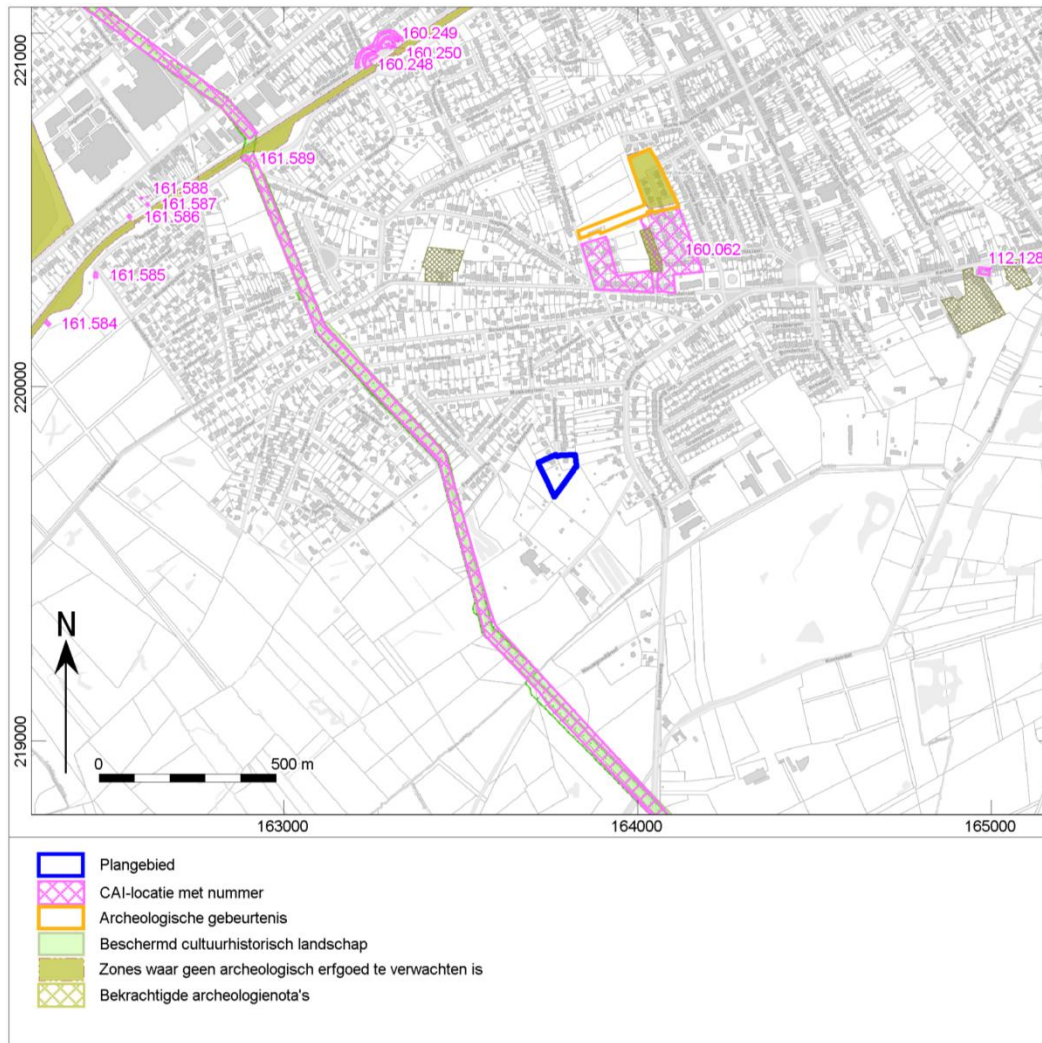 221000
160.249
160.250
160.248
161.589
161.588
161.587
161.586
160.062
112.128
161.585
161.584
220000
N
219000
0 500 m
163000 164000 165000
Plangebied
CAI-locatie met nummer
Archeologische gebeurtenis
Beschermd cultuurhistorisch landschap
Zones waar geen archeologisch erfgoed te verwachten is
Bekrachtigde archeologienota's